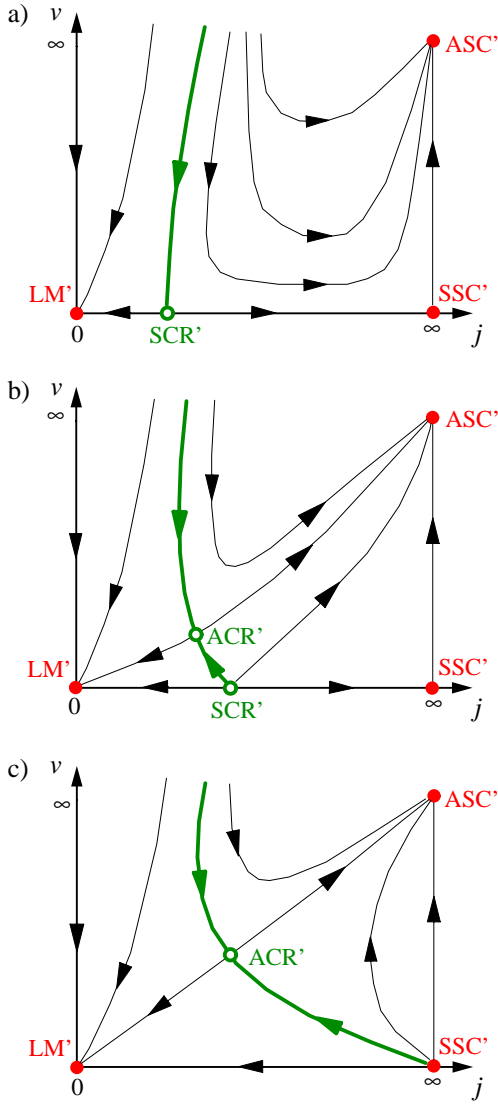 a) v
∞ ASC’
LM’ SSC’
0 SCR’ ∞ j
b) v
∞ ASC’
ACR’
LM’ SSC’
0 SCR’ ∞ j
c) v
∞ ASC’
ACR’
LM’ SSC’
0 ∞ j